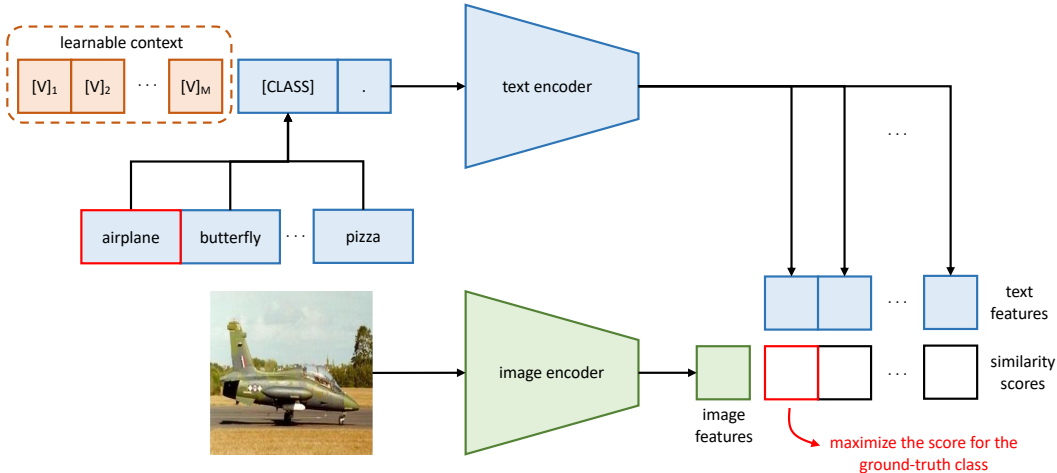 learnable context
[V]₁ [V]₂ · · · [V]M [CLASS] .
text encoder
· · ·
airplane butterfly · · · pizza
text
features
· · ·
image encoder
similarity
scores
· · ·
image
features
maximize the score for the
ground-truth class